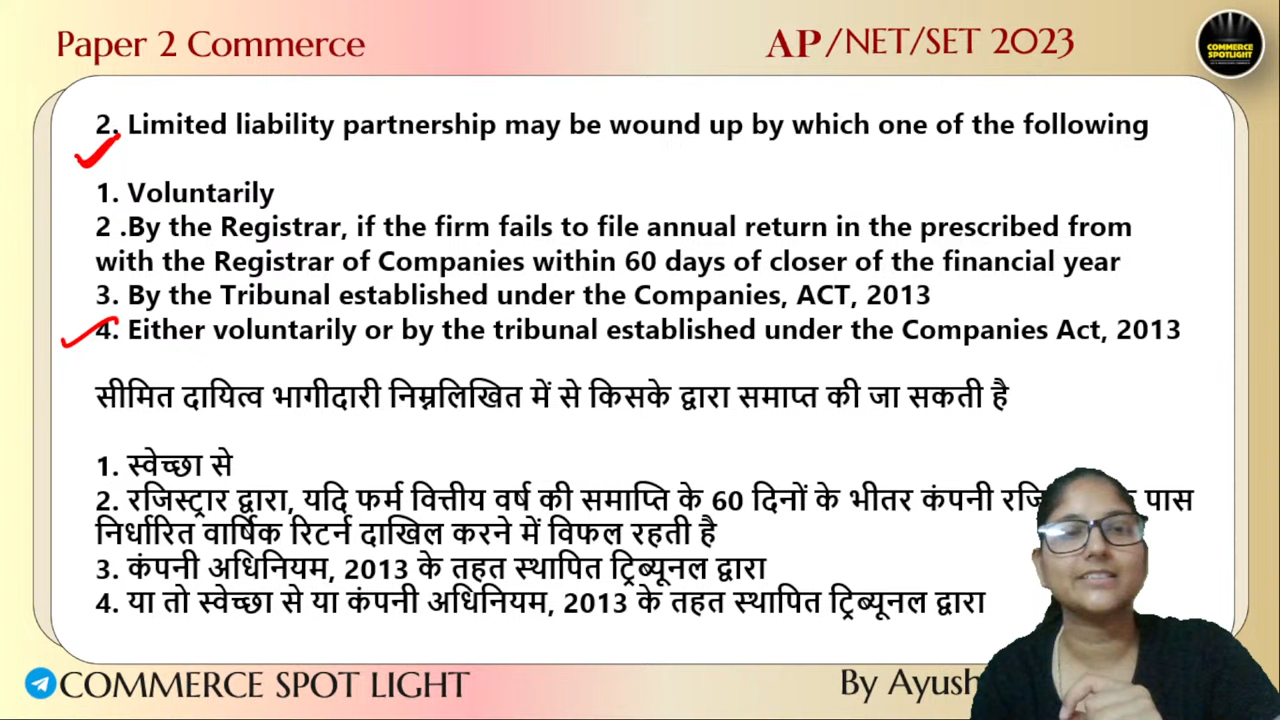 Paper 2 Commerce
AP/NET/SET 2023
COMMERCE
SPOTLIGHT
2. Limited liability partnership may be wound up by which one of the following
1. Voluntarily
2 .By the Registrar, if the firm fails to file annual return in the prescribed from
with the Registrar of Companies within 60 days of closer of the financial year
3. By the Tribunal established under the Companies, ACT, 2013
4. Either voluntarily or by the tribunal established under the Companies Act, 2013
सीमित दायित्व भागीदारी निम्नलिखित में से किसके द्वारा समाप्त की जा सकती है
1. स्वेच्छा से
2. रजिस्ट्रार द्वारा, यदि फर्म वित्तीय वर्ष की समाप्ति के 60 दिनों के भीतर कंपनी पास
निर्धारित वार्षिक रिटर्न दाखिल करने में विफल रहती है
3. कंपनी अधिनियम, 2013 के तहत स्थापित ट्रिब्यूनल द्वारा
4. या तो स्वेच्छा से या कंपनी अधिनियम, 2013 के तहत स्थापित ट्रिब्यूनल द्वारा
COMMERCE SPOT LIGHT
By Ayush